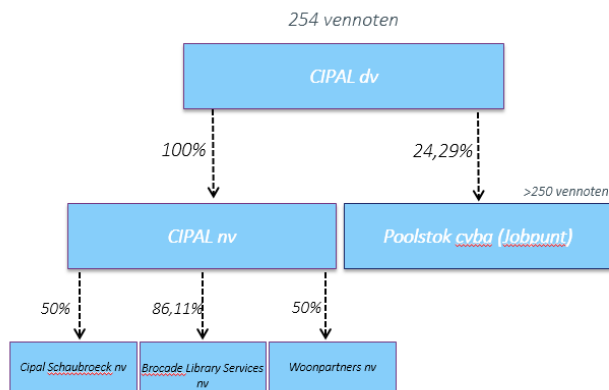 254 vennoten
CIPAL dv
100%
24,29%
>250 vennoten
CIPAL nv
Poolstok cvba (Jobpunt)
50%
86,11%
50%
Cipal Schaubroeck nv
Brocade Library Services
nv
Woonpartners nv